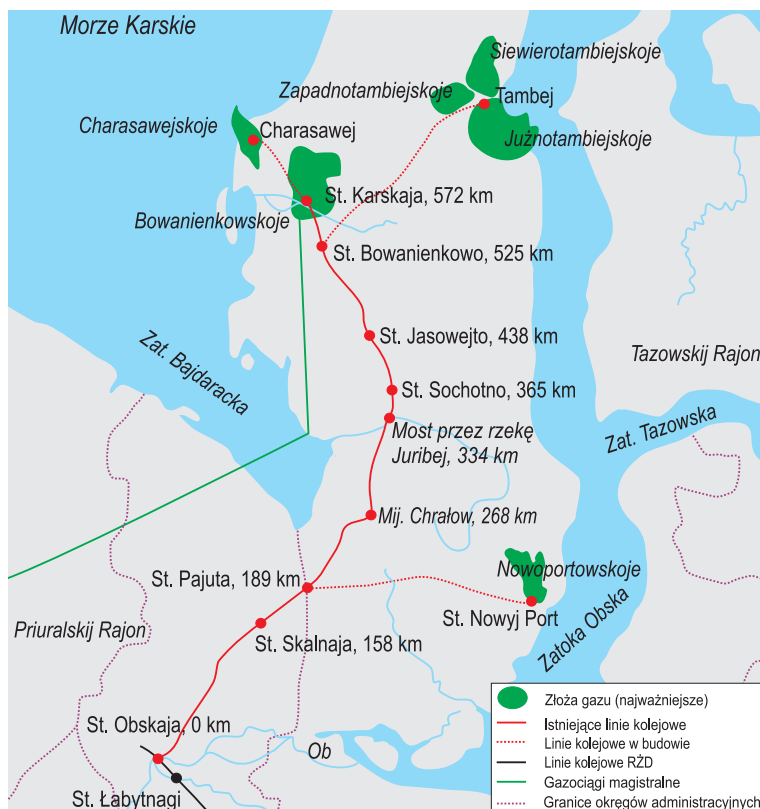 Morze Karskie
Siewierotambiejskoje
Zapadnotambiejskoje
Tambej
Charasawejskoje
Charasawej
Jużnotambiejskoje
St. Karskaja, 572 km
Bowanienkowskoje
St. Bowanienkowo, 525 km
Zat. Bajdaracka
St. Jasowejto, 438 km
Tazowskij Rajon
St. Sochotno, 365 km
Most przez rzekę
Juribej, 334 km
Zat. Tazowska
Mij. Chrałow, 268 km
Nowoportowskoje
St. Pajuta, 189 km
St. Nowyj Port
Priuralskij Rajon
St. Skalnaja, 158 km
Zatoka Obska
St. Obskaja, 0 km
Ob
St. Łabytnagi
Złoża gazu (najważniejsze)
Istniejące linie kolejowe
Linie kolejowe w budowie
Linie kolejowe RŻD
Gazociągi magistralne
Granice okręgów administracyjnych